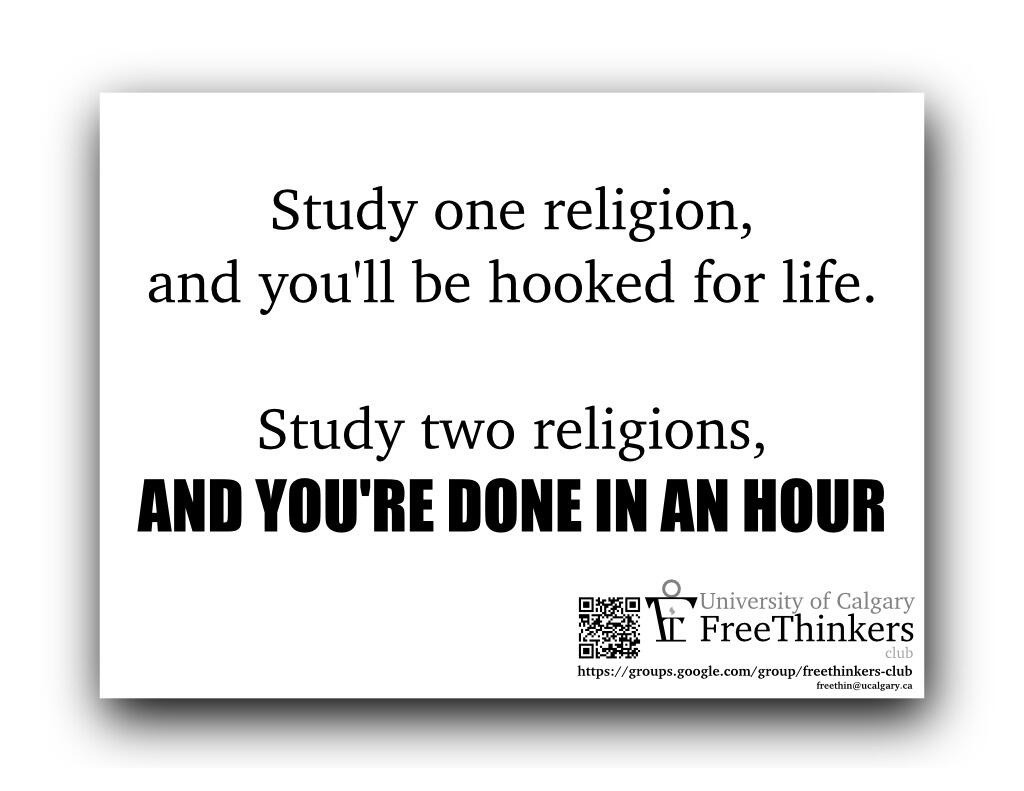 Study one religion,
and you'll be hooked for life.
Study two religions,
AND YOU'RE DONE IN AN HOUR
University of Calgary
FreeThinkers
club
https://groups.google.com/group/freethinkers-club
freethin@ucalgary.ca